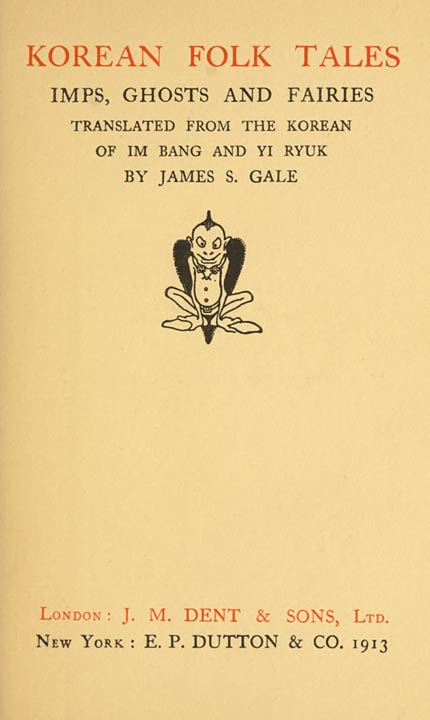 KOREAN FOLK TALES
IMPS, GHOSTS AND FAIRIES
TRANSLATED FROM THE KOREAN
OF IM BANG AND YI RYUK
BY JAMES S. GALE
LONDON: J. M. DENT & SONS, LTD.
NEW YORK: E. P. DUTTON & CO. 1913